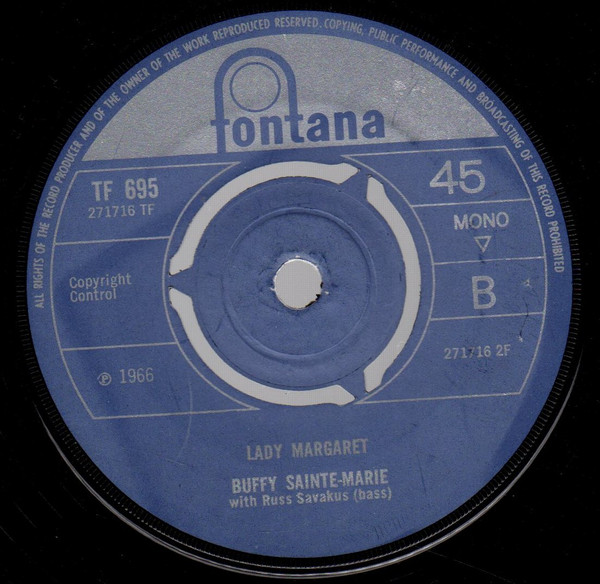 ALL RIGHTS OF THE RECORD PRODUCER AND OF THE OWNER OF THE WORK REPRODUCED RESERVED. COPYING, PUBLIC PERFORMANCE AND BROADCASTING OF THIS RECORD PROHIBITED
fontana
TF 695
271716 TF
45
MONO
Copyright
Control
B
℗ 1966
271716 2F
LADY MARGARET
BUFFY SAINTE-MARIE
with Russ Savakus (bass)